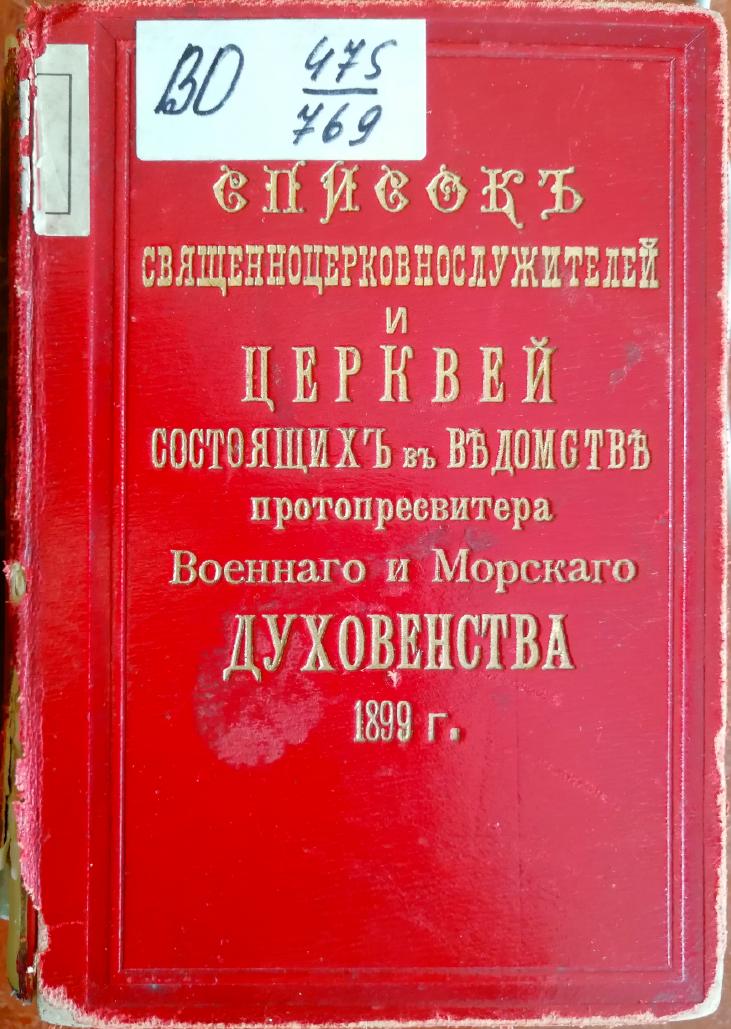 ВО 475
769
СПИСОКЪ
СВЯЩЕННОЦЕРКОВНОСЛУЖИТЕЛЕЙ
И
ЦЕРКВЕЙ
СОСТОЯЩИХЪ въ ВѢДОМСТВѢ
протопресвитера
Военнаго и Морскаго
ДУХОВЕНСТВА
1899 г.